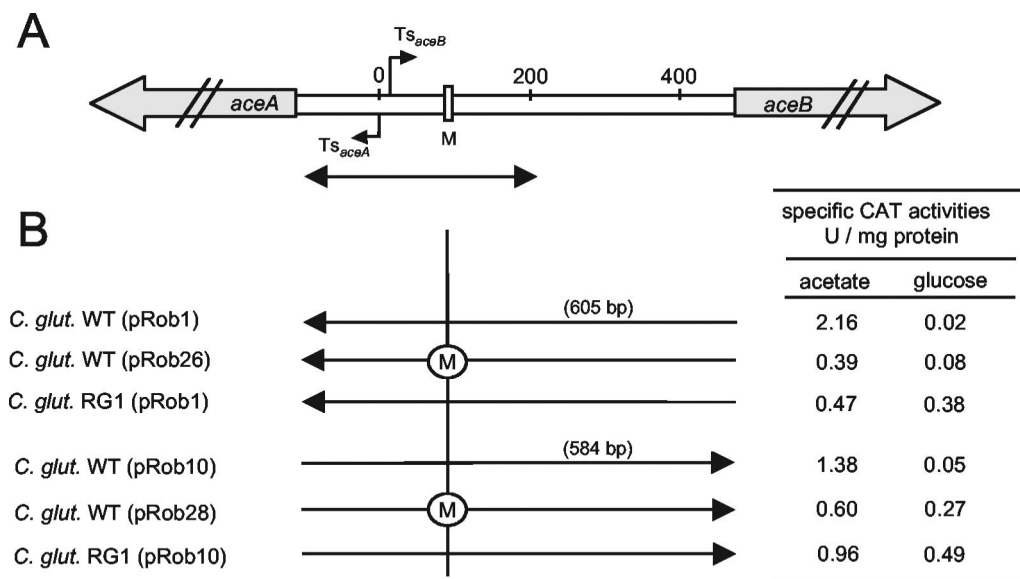 A
Ts aceB
0 200 400
aceA aceB
Ts aceA M
B
specific CAT activities
U / mg protein
acetate glucose
C. glut. WT (pRob1) (605 bp) 2.16 0.02
C. glut. WT (pRob26) M 0.39 0.08
C. glut. RG1 (pRob1) 0.47 0.38
C. glut. WT (pRob10) (584 bp) 1.38 0.05
C. glut. WT (pRob28) M 0.60 0.27
C. glut. RG1 (pRob10) 0.96 0.49